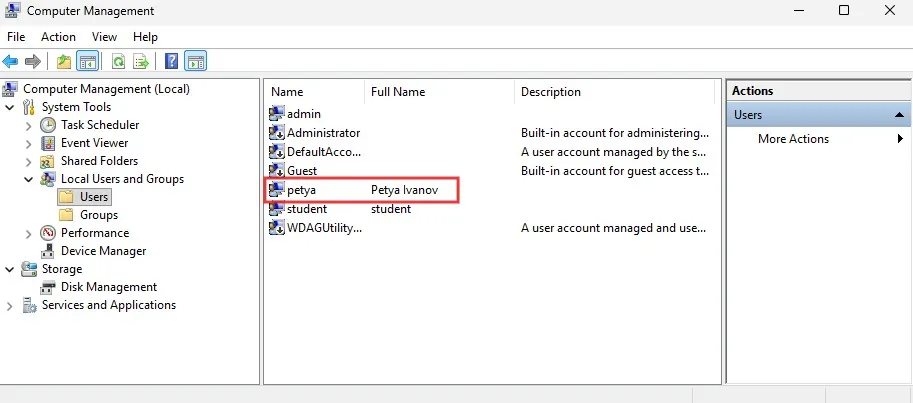 Computer Management
File Action View Help
Computer Management (Local)
System Tools
Task Scheduler
Event Viewer
Shared Folders
Local Users and Groups
Users
Groups
Performance
Device Manager
Storage
Disk Management
Services and Applications
Name Full Name Description
admin
Administrator Built-in account for administering...
DefaultAcco... A user account managed by the s...
Guest Built-in account for guest access t...
petya Petya Ivanov
student student
WDAGUtility... A user account managed and use...
Actions
Users
More Actions